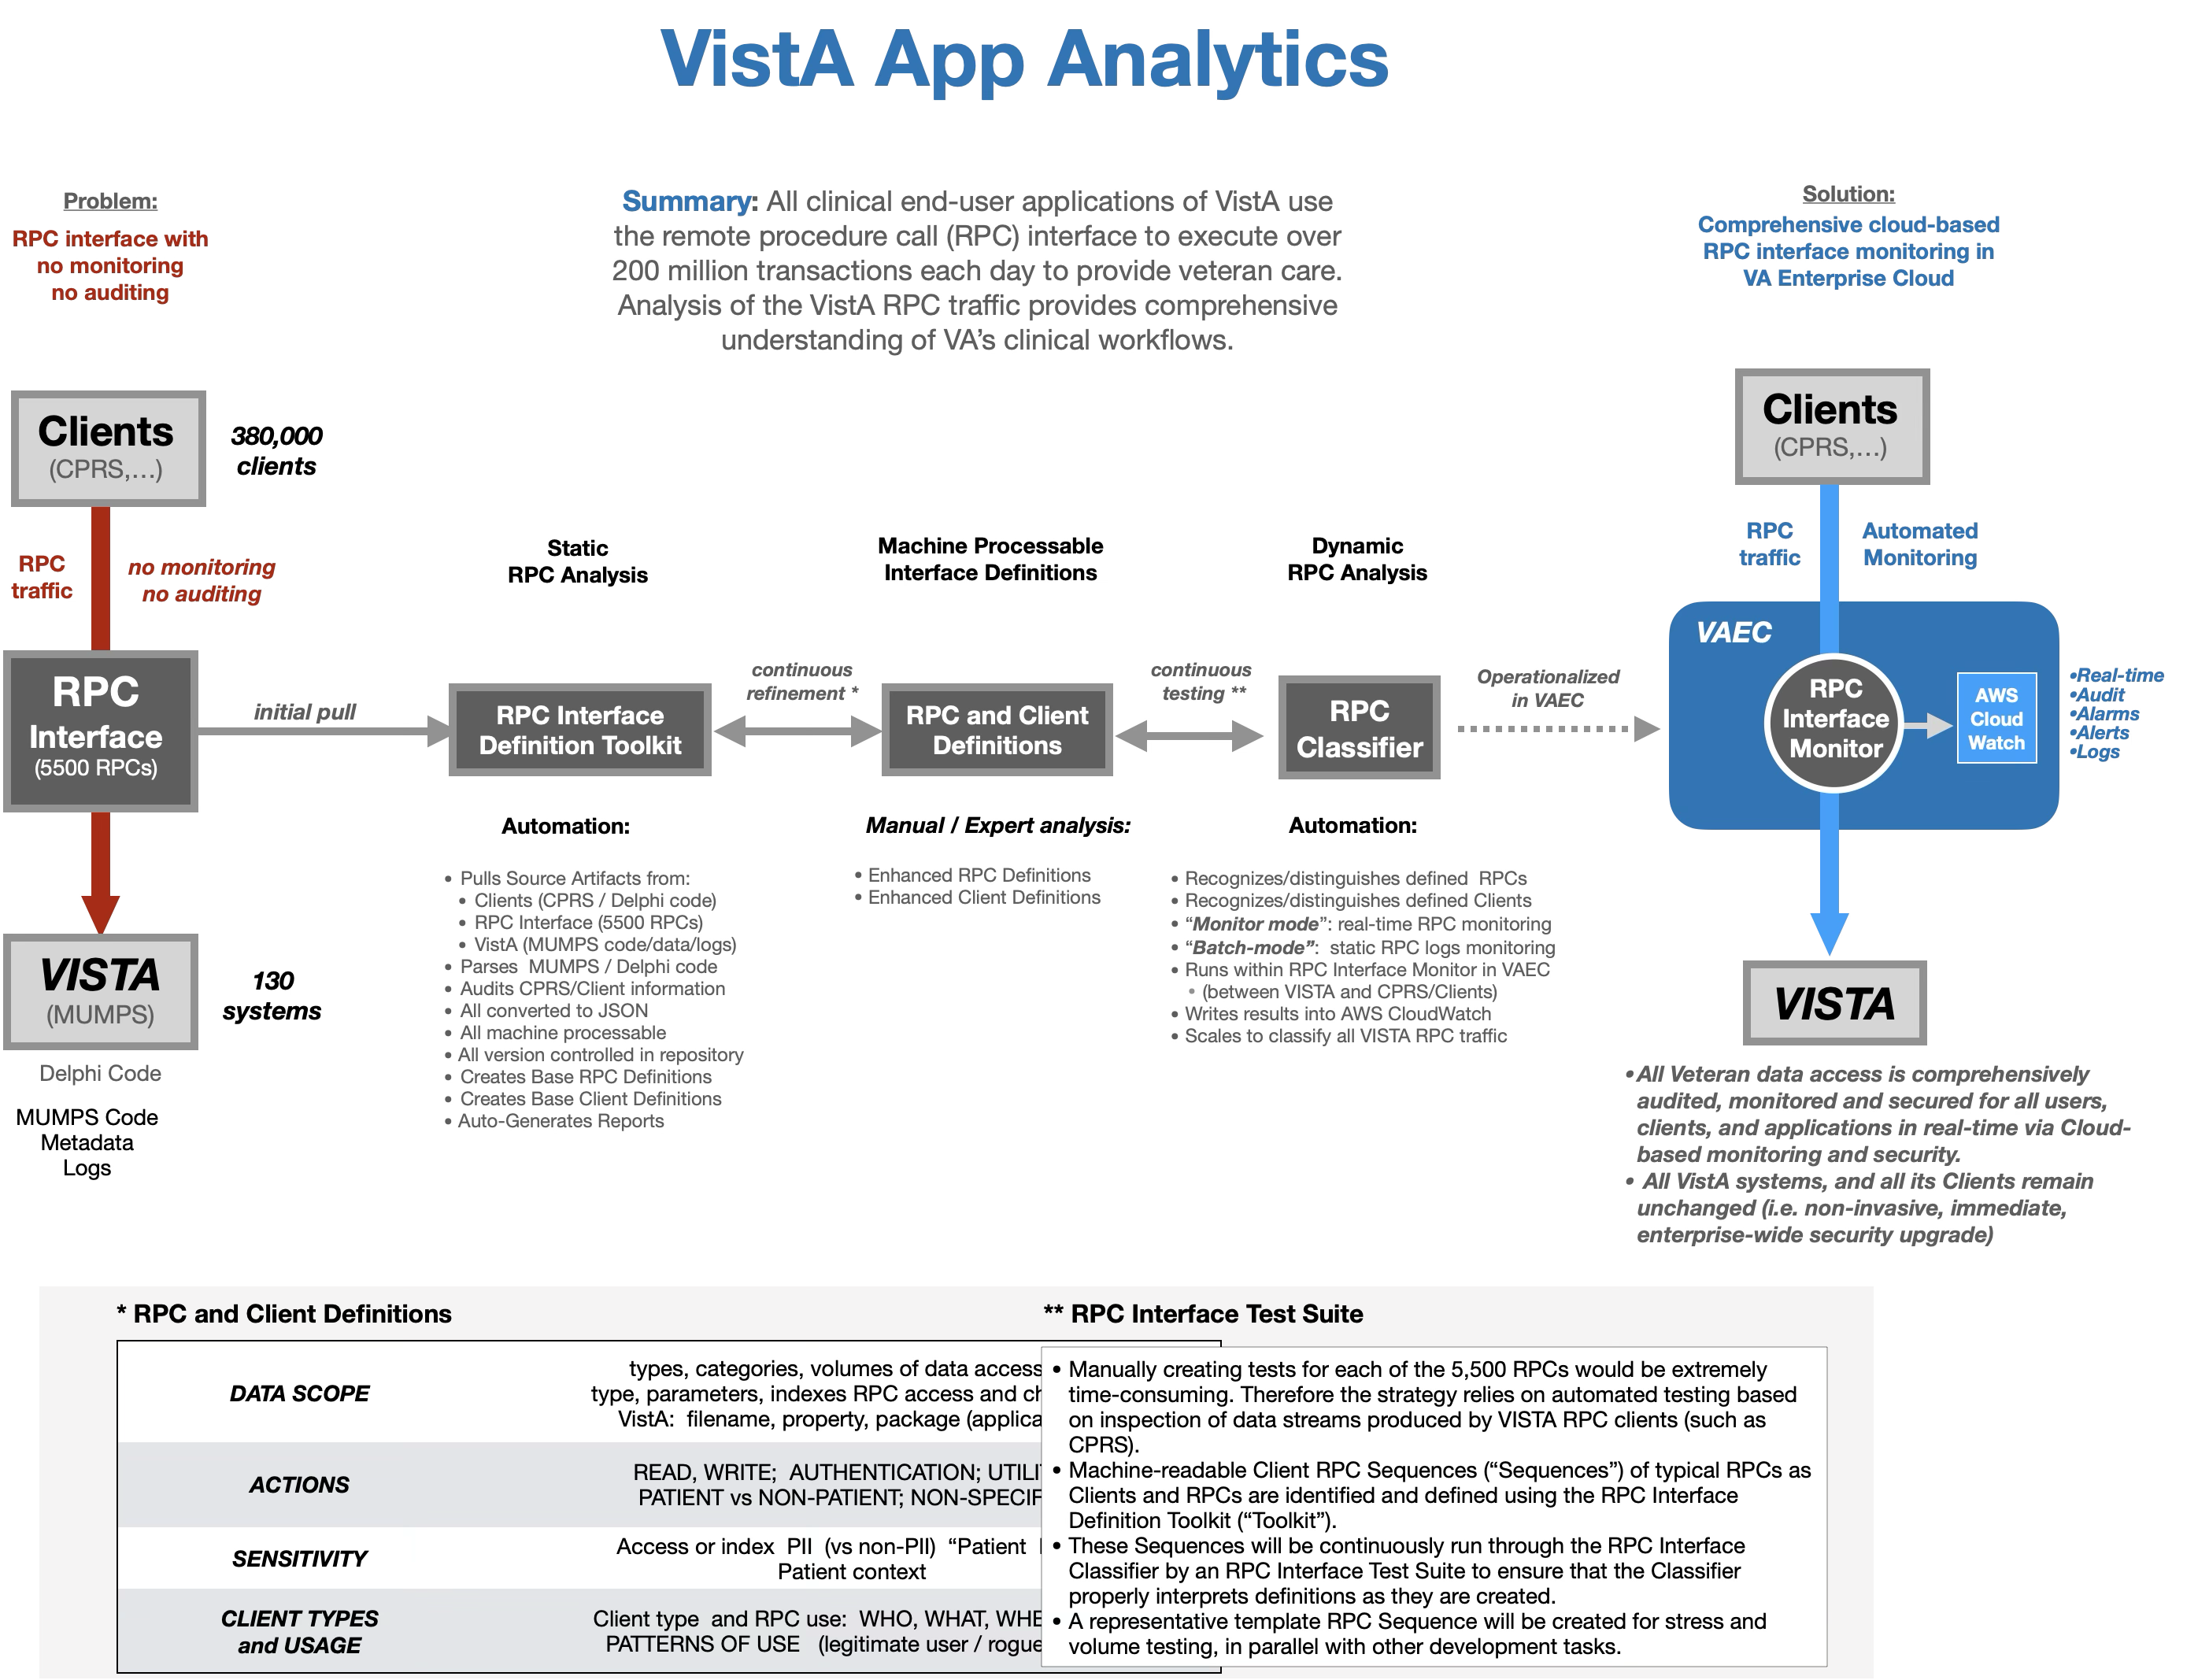 VistA App Analytics
Problem:
RPC interface with
no monitoring
no auditing
Summary: All clinical end-user applications of VistA use
the remote procedure call (RPC) interface to execute over
200 million transactions each day to provide veteran care.
Analysis of the VistA RPC traffic provides comprehensive
understanding of VA’s clinical workflows.
Solution:
Comprehensive cloud-based
RPC interface monitoring in
VA Enterprise Cloud
Clients
(CPRS,...)
380,000
clients
RPC
traffic
no monitoring
no auditing
RPC
Interface
(5500 RPCs)
VISTA
(MUMPS)
130
systems
Delphi Code
MUMPS Code
Metadata
Logs
initial pull
Static
RPC Analysis
RPC Interface
Definition Toolkit
Automation:
• Pulls Source Artifacts from:
• Clients (CPRS / Delphi code)
• RPC Interface (5500 RPCs)
• VistA (MUMPS code/data/logs)
• Parses MUMPS / Delphi code
• Audits CPRS/Client information
• All converted to JSON
• All machine processable
• All version controlled in repository
• Creates Base RPC Definitions
• Creates Base Client Definitions
• Auto-Generates Reports
continuous
refinement *
Machine Processable
Interface Definitions
RPC and Client
Definitions
Manual / Expert analysis:
• Enhanced RPC Definitions
• Enhanced Client Definitions
continuous
testing **
Dynamic
RPC Analysis
RPC
Classifier
Automation:
• Recognizes/distinguishes defined RPCs
• Recognizes/distinguishes defined Clients
• “Monitor mode”: real-time RPC monitoring
• “Batch-mode”: static RPC logs monitoring
• Runs within RPC Interface Monitor in VAEC
• (between VISTA and CPRS/Clients)
• Writes results into AWS CloudWatch
• Scales to classify all VISTA RPC traffic
Operationalized
in VAEC
Clients
(CPRS,...)
RPC
traffic
Automated
Monitoring
VAEC
RPC
Interface
Monitor
AWS
Cloud
Watch
•Real-time
•Audit
•Alarms
•Alerts
•Logs
VISTA
•All Veteran data access is comprehensively
audited, monitored and secured for all users,
clients, and applications in real-time via Cloud-
based monitoring and security.
• All VistA systems, and all its Clients remain
unchanged (i.e. non-invasive, immediate,
enterprise-wide security upgrade)
* RPC and Client Definitions
DATA SCOPE
types, categories, volumes of data access
type, parameters, indexes RPC access and
VistA: filename, property, package
ACTIONS
READ, WRITE; AUTHENTICATION;
PATIENT vs NON-PATIENT;
SENSITIVITY
Access or index PII (vs non-PII) “Patient
Patient context
CLIENT TYPES
and USAGE
Client type and RPC use: WHO, WHAT,
PATTERNS OF USE (legitimate user / rogue
** RPC Interface Test Suite
• Manually creating tests for each of the 5,500 RPCs would be extremely
time-consuming. Therefore the strategy relies on automated testing based
on inspection of data streams produced by VISTA RPC clients (such as
CPRS).
• Machine-readable Client RPC Sequences (“Sequences”) of typical RPCs as
Clients and RPCs are identified and defined using the RPC Interface
Definition Toolkit (“Toolkit”).
• These Sequences will be continuously run through the RPC Interface
Classifier by an RPC Interface Test Suite to ensure that the Classifier
properly interprets definitions as they are created.
• A representative template RPC Sequence will be created for stress and
volume testing, in parallel with other development tasks.